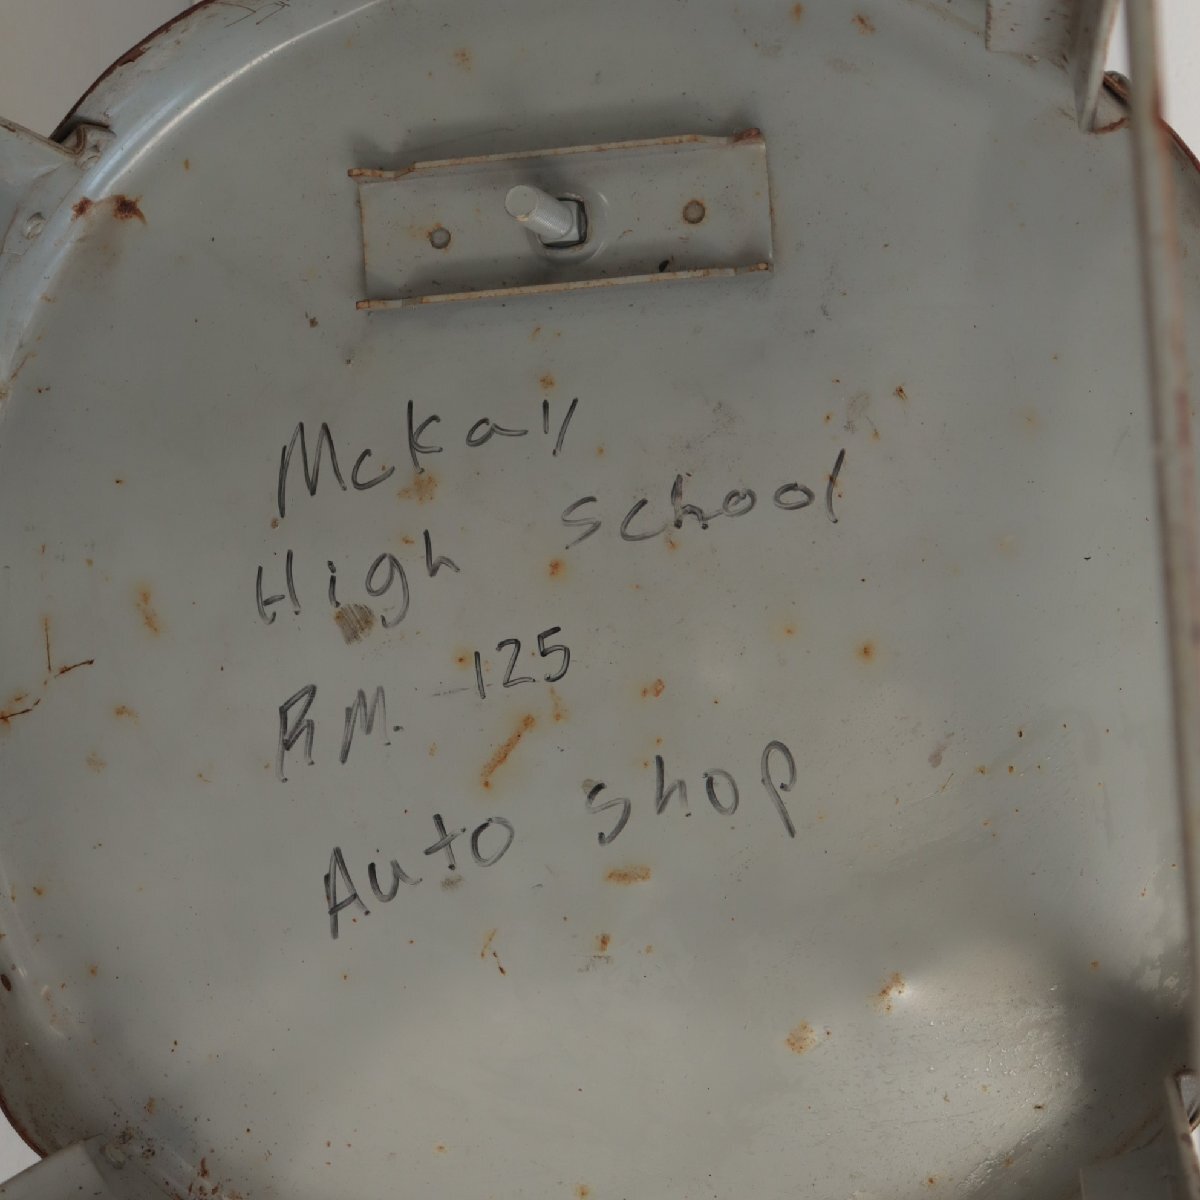 McKay
High School
RM. 125
Auto Shop